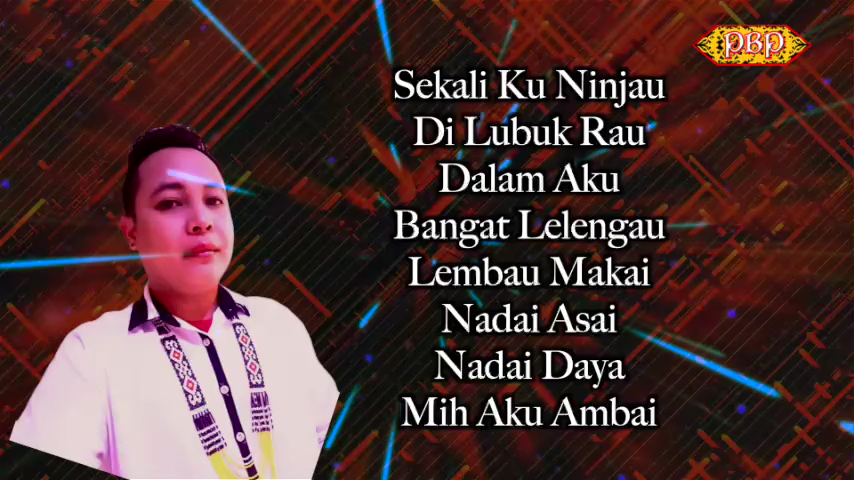 PBP
Sekali Ku Ninjau
Di Lubuk Rau
Dalam Aku
Bangat Lelengau
Lembau Makai
Nadai Asai
Nadai Daya
Mih Aku Ambai